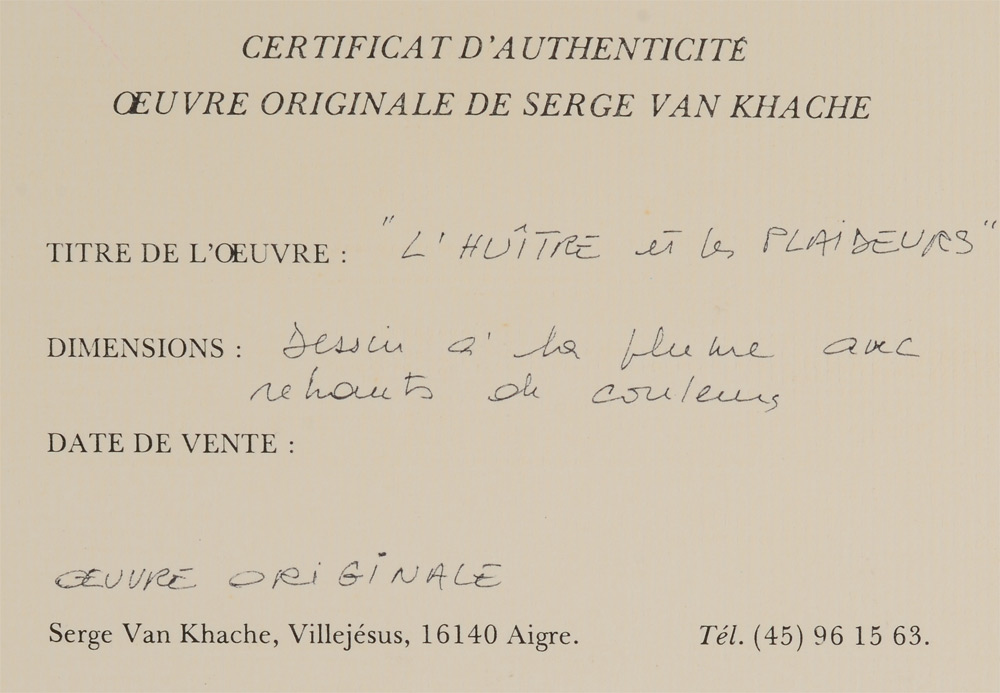 CERTIFICAT D'AUTHENTICITÉ
ŒUVRE ORIGINALE DE SERGE VAN KHACHE
TITRE DE L'ŒUVRE : "L'HUÎTRE et les PLAIDEURS"
DIMENSIONS : Dessin à la plume avec
rehauts de couleurs
DATE DE VENTE :
ŒUVRE ORIGINALE
Serge Van Khache, Villejésus, 16140 Aigre. Tél. (45) 96 15 63.